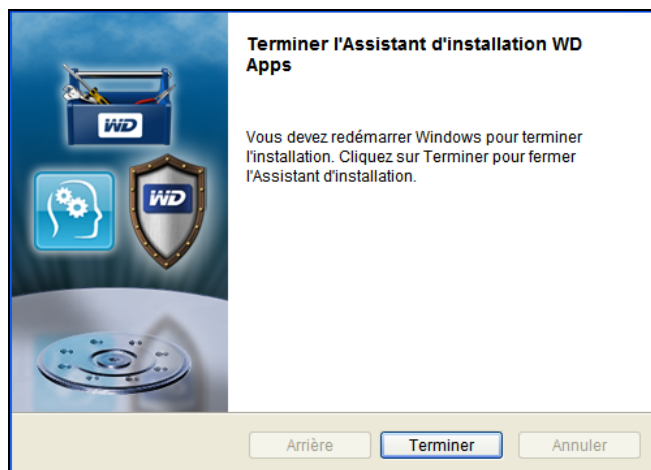 Terminer l'Assistant d'installation WD
Apps
Vous devez redémarrer Windows pour terminer
l'installation. Cliquez sur Terminer pour fermer
l'Assistant d'installation.
WD
WD
Arrière
Terminer
Annuler